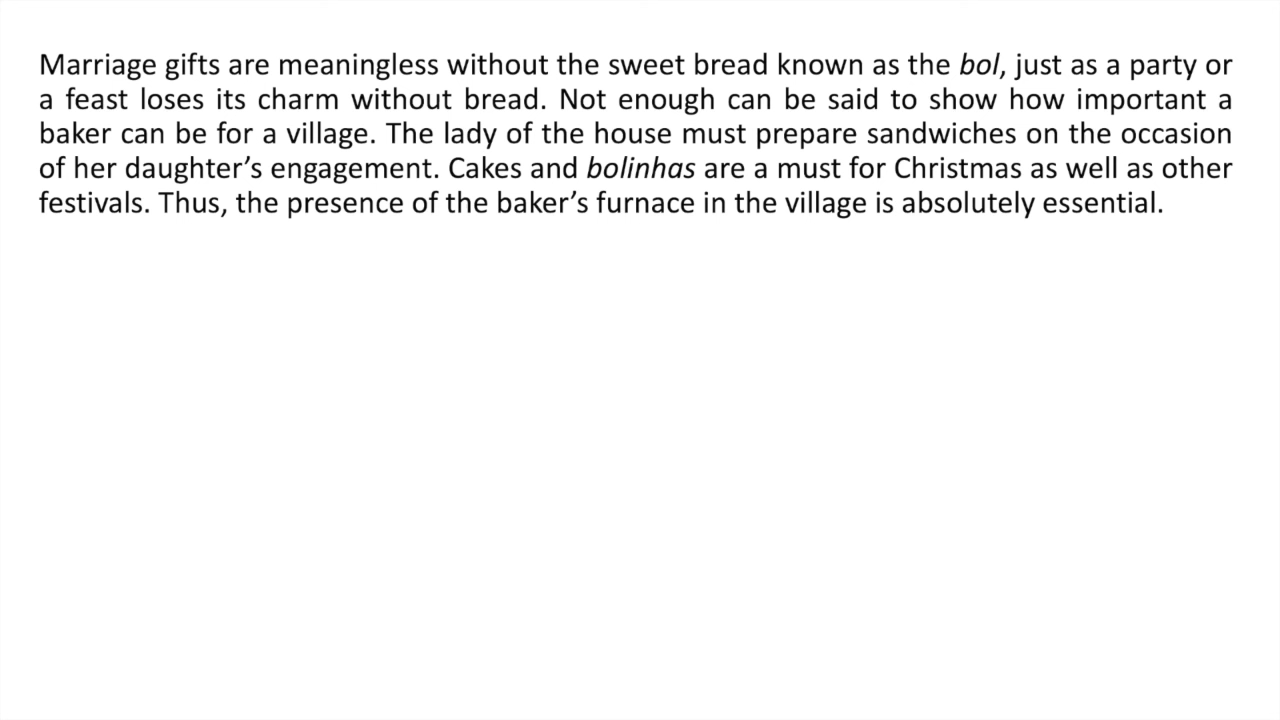 Marriage gifts are meaningless without the sweet bread known as the bol, just as a party or
a feast loses its charm without bread. Not enough can be said to show how important a
baker can be for a village. The lady of the house must prepare sandwiches on the occasion
of her daughter’s engagement. Cakes and bolinhas are a must for Christmas as well as other
festivals. Thus, the presence of the baker’s furnace in the village is absolutely essential.